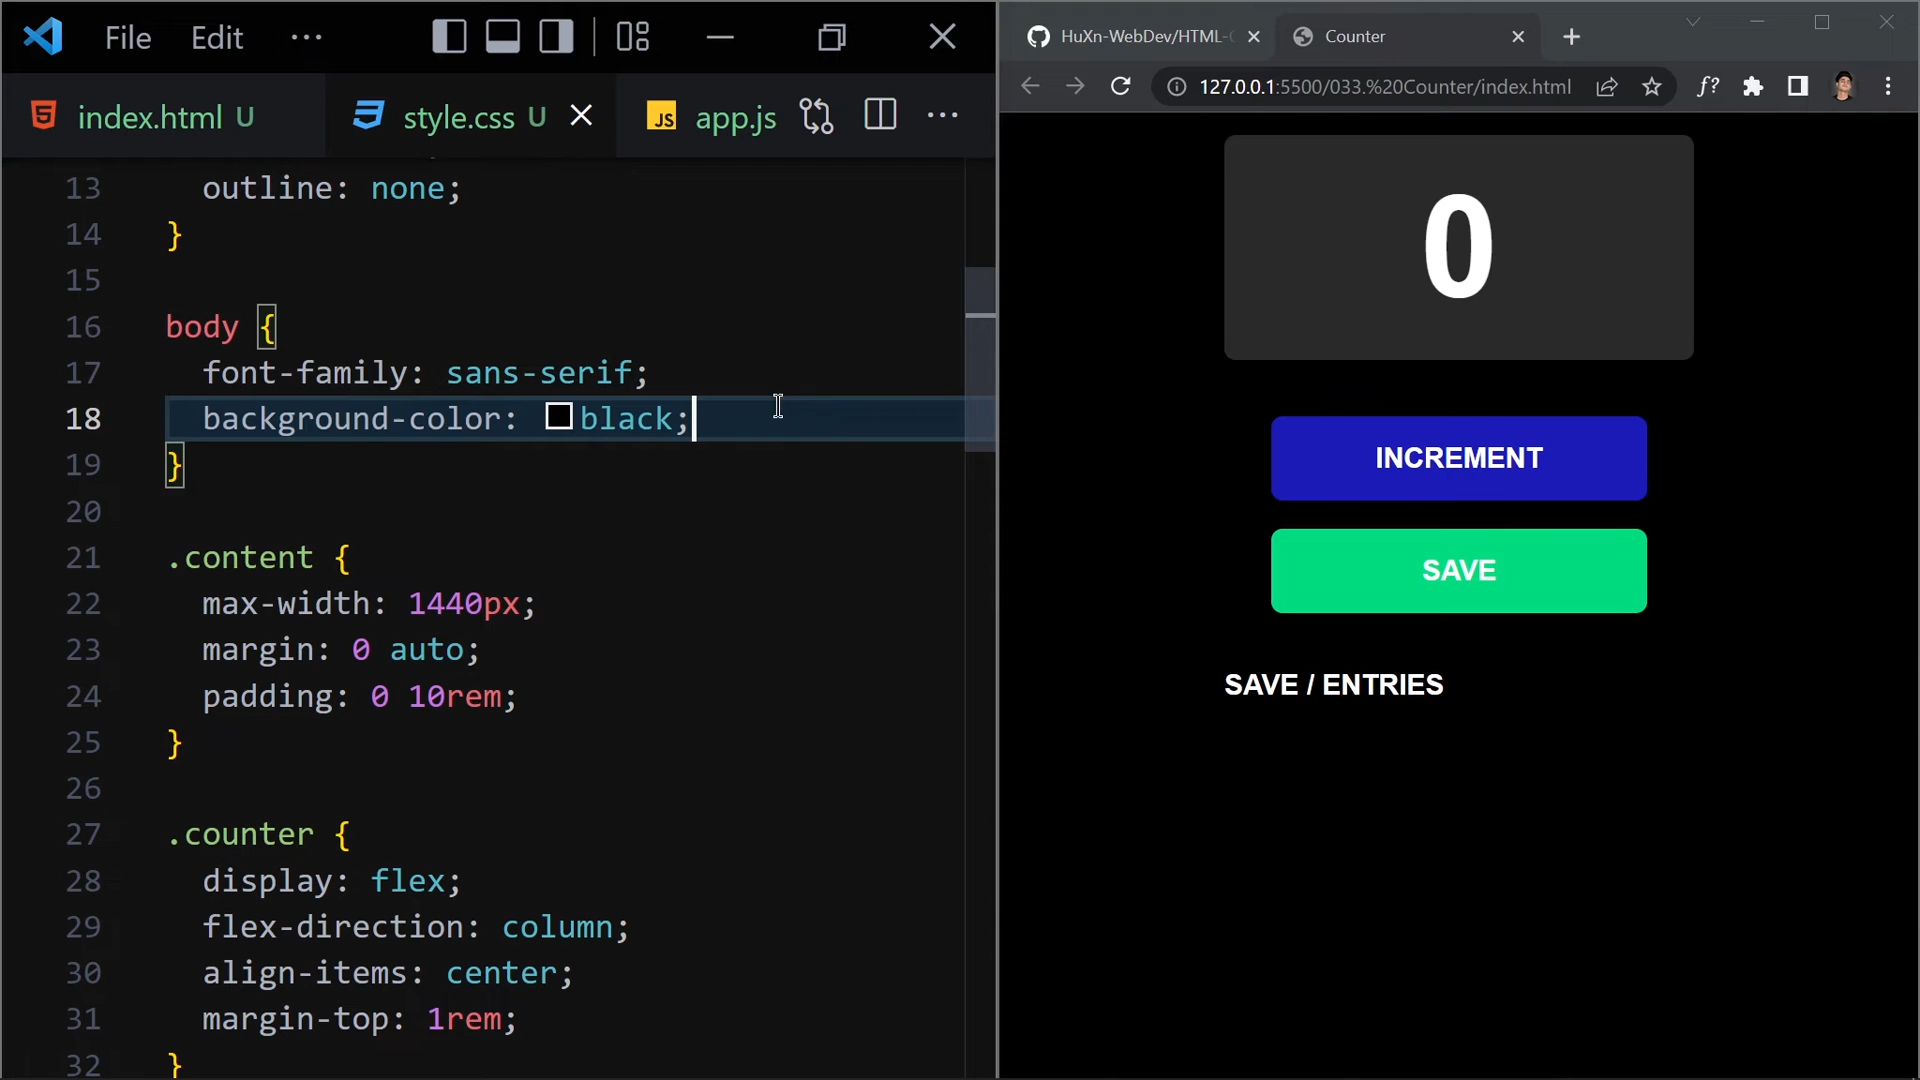 File Edit ···
index.html U style.css U JS app.js ···
13 outline: none;
14 }
15
16 body {
17 font-family: sans-serif;
18 background-color: black;
19 }
20
21 .content {
22 max-width: 1440px;
23 margin: 0 auto;
24 padding: 0 10rem;
25 }
26
27 .counter {
28 display: flex;
29 flex-direction: column;
30 align-items: center;
31 margin-top: 1rem;
32 }
HuXn-WebDev/HTML- Counter
127.0.0.1:5500/033.%20Counter/index.html f?
0
INCREMENT
SAVE
SAVE / ENTRIES